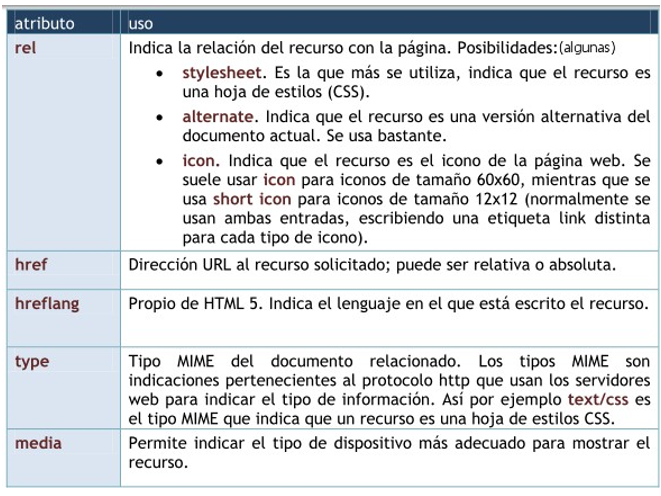 atributo uso
rel Indica la relación del recurso con la página. Posibilidades:(algunas)
• stylesheet. Es la que más se utiliza, indica que el recurso es
una hoja de estilos (CSS).
• alternate. Indica que el recurso es una versión alternativa del
documento actual. Se usa bastante.
• icon. Indica que el recurso es el icono de la página web. Se
suele usar icon para iconos de tamaño 60x60, mientras que se
usa short icon para iconos de tamaño 12x12 (normalmente se
usan ambas entradas, escribiendo una etiqueta link distinta
para cada tipo de icono).
href Dirección URL al recurso solicitado; puede ser relativa o absoluta.
hreflang Propio de HTML 5. Indica el lenguaje en el que está escrito el recurso.
type Tipo MIME del documento relacionado. Los tipos MIME son
indicaciones pertenecientes al protocolo http que usan los servidores
web para indicar el tipo de información. Así por ejemplo text/css es
el tipo MIME que indica que un recurso es una hoja de estilos CSS.
media Permite indicar el tipo de dispositivo más adecuado para mostrar el
recurso.